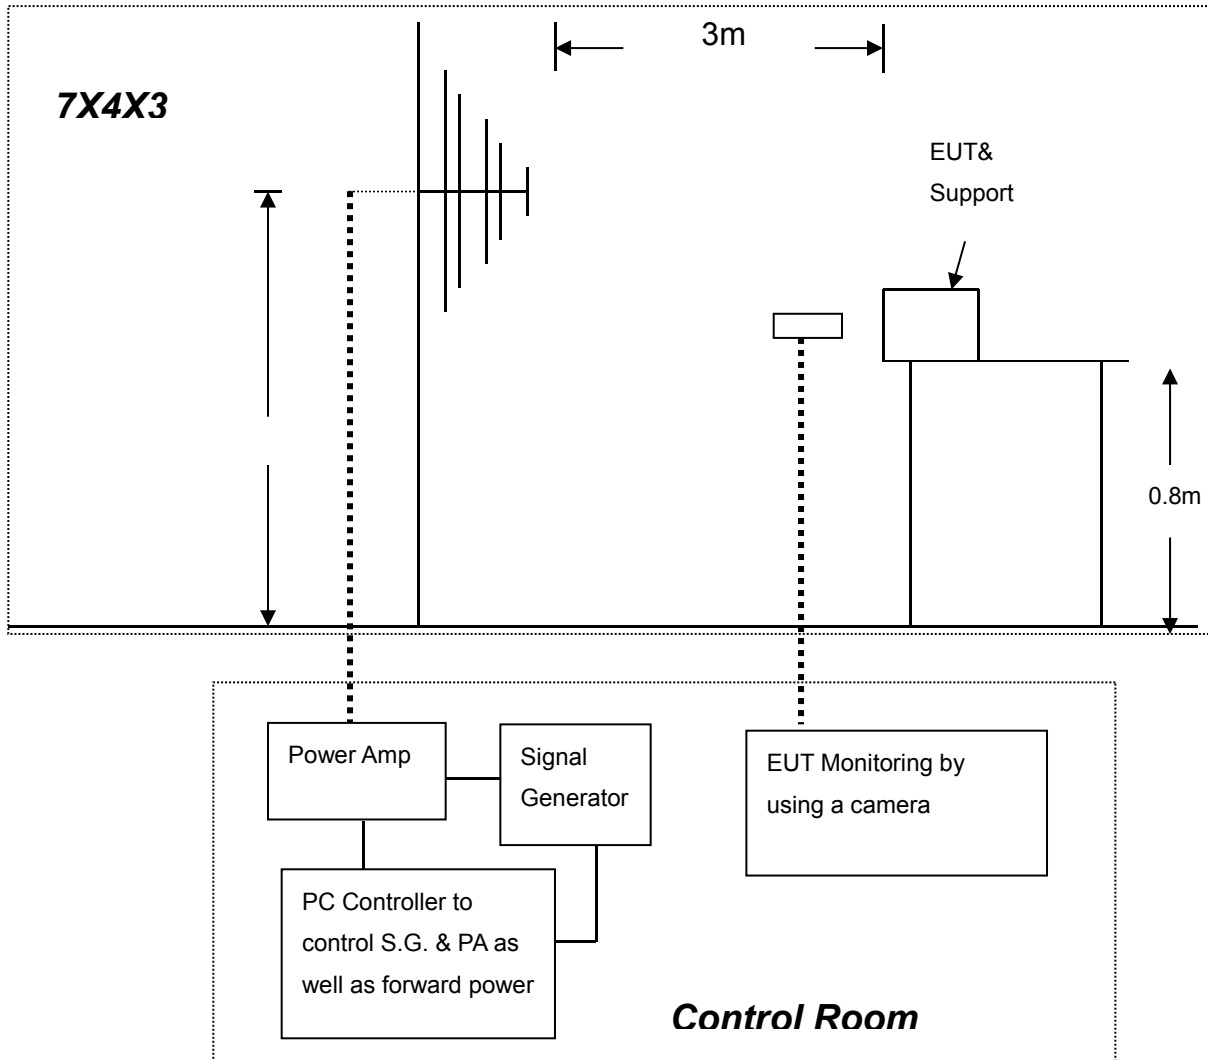 3m
7X4X3
EUT&
Support
0.8m
Power Amp
Signal
Generator
EUT Monitoring by
using a camera
PC Controller to
control S.G. & PA as
well as forward power
Control Room